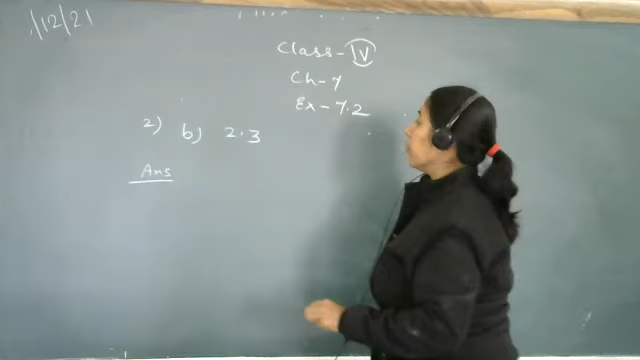 1/12/21
Class - IV
Ch - 7
Ex - 7.2
2) b) 2.3
Ans